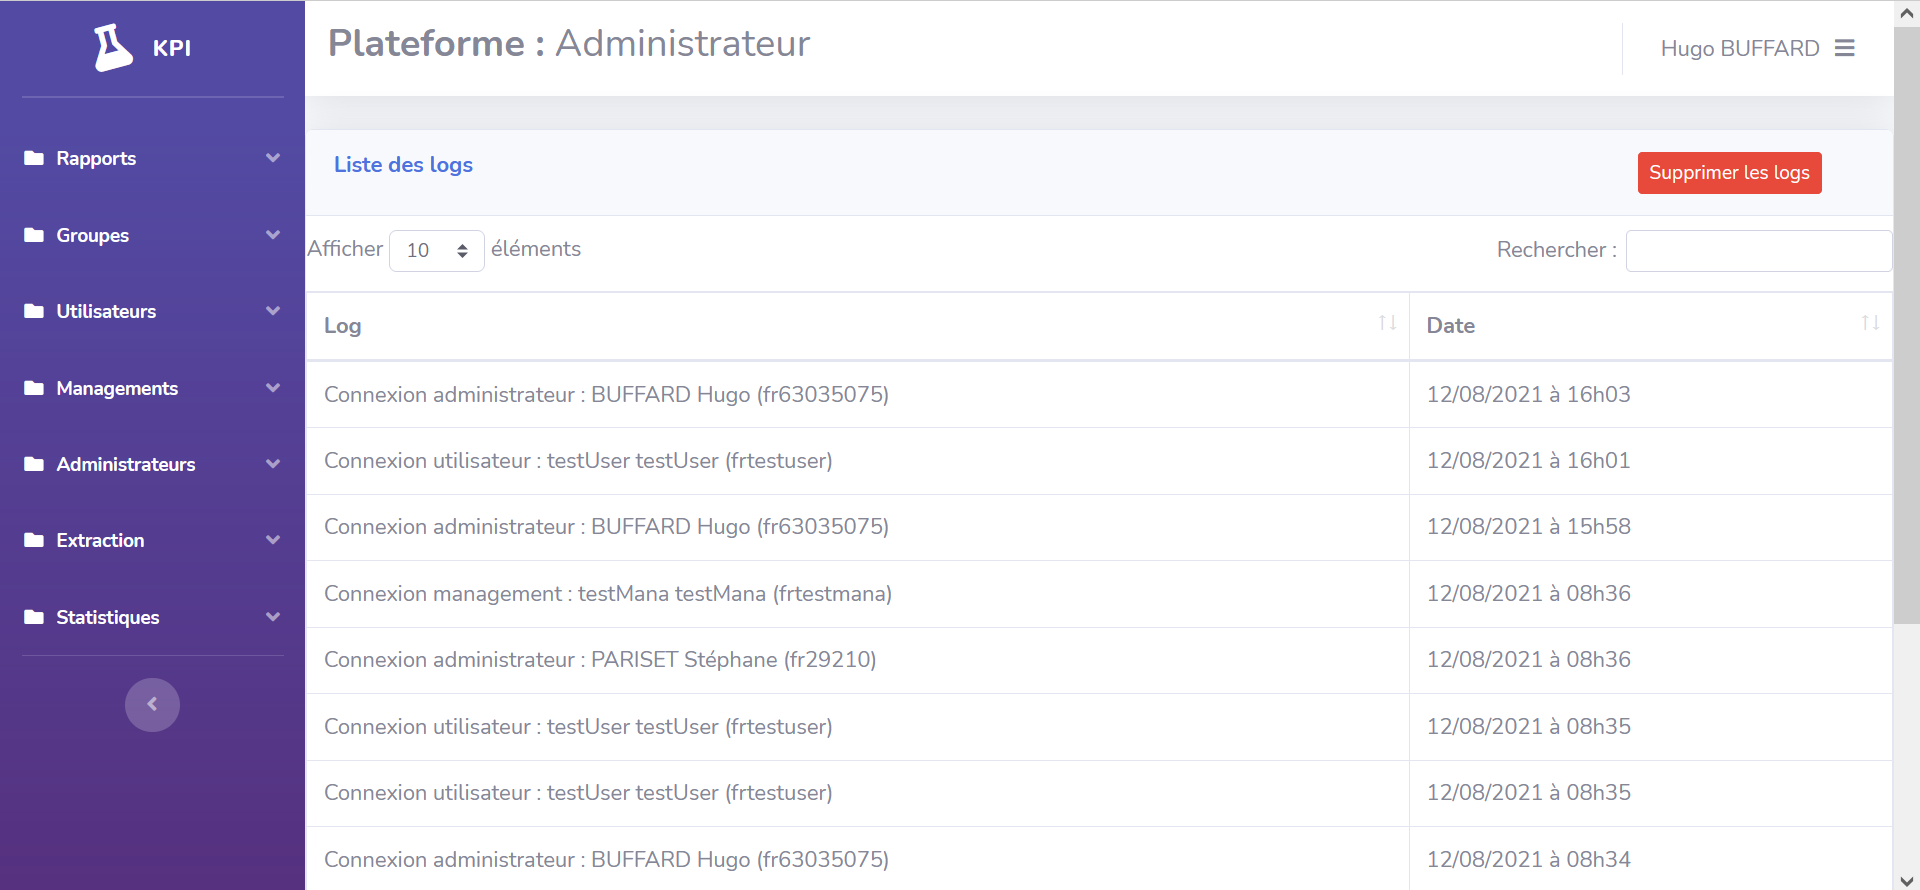 KPI
Rapports
Groupes
Utilisateurs
Managements
Administrateurs
Extraction
Statistiques
Plateforme : Administrateur
Hugo BUFFARD
Liste des logs
Supprimer les logs
Afficher 10 éléments
Rechercher :
Log Date
Connexion administrateur : BUFFARD Hugo (fr63035075) 12/08/2021 à 16h03
Connexion utilisateur : testUser testUser (frtestuser) 12/08/2021 à 16h01
Connexion administrateur : BUFFARD Hugo (fr63035075) 12/08/2021 à 15h58
Connexion management : testMana testMana (frtestmana) 12/08/2021 à 08h36
Connexion administrateur : PARISET Stéphane (fr29210) 12/08/2021 à 08h36
Connexion utilisateur : testUser testUser (frtestuser) 12/08/2021 à 08h35
Connexion utilisateur : testUser testUser (frtestuser) 12/08/2021 à 08h35
Connexion administrateur : BUFFARD Hugo (fr63035075) 12/08/2021 à 08h34